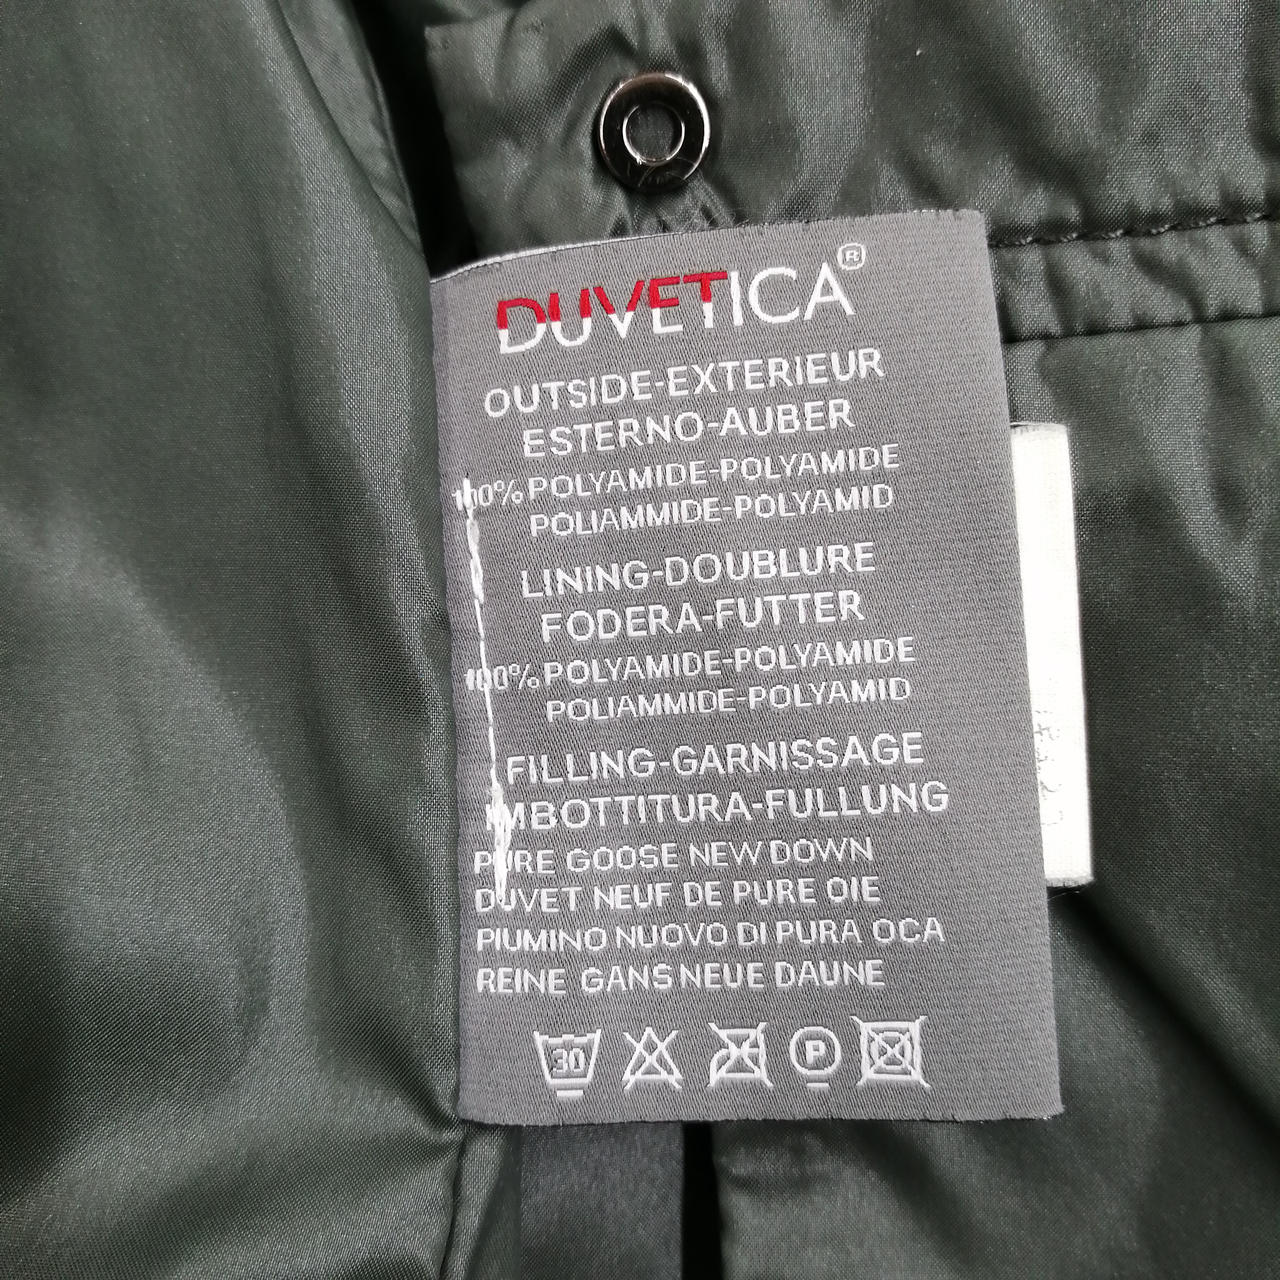 DUVETICA®
OUTSIDE-EXTERIEUR
ESTERNO-AUBER
100% POLYAMIDE-POLYAMIDE
POLIAMMIDE-POLYAMID
LINING-DOUBLURE
FODERA-FUTTER
100% POLYAMIDE-POLYAMIDE
POLIAMMIDE-POLYAMID
FILLING-GARNISSAGE
IMBOTTITURA-FULLUNG
PURE GOOSE NEW DOWN
DUVET NEUF DE PURE OIE
PIUMINO NUOVO DI PURA OCA
REINE GANS NEUE DAUNE
30 P